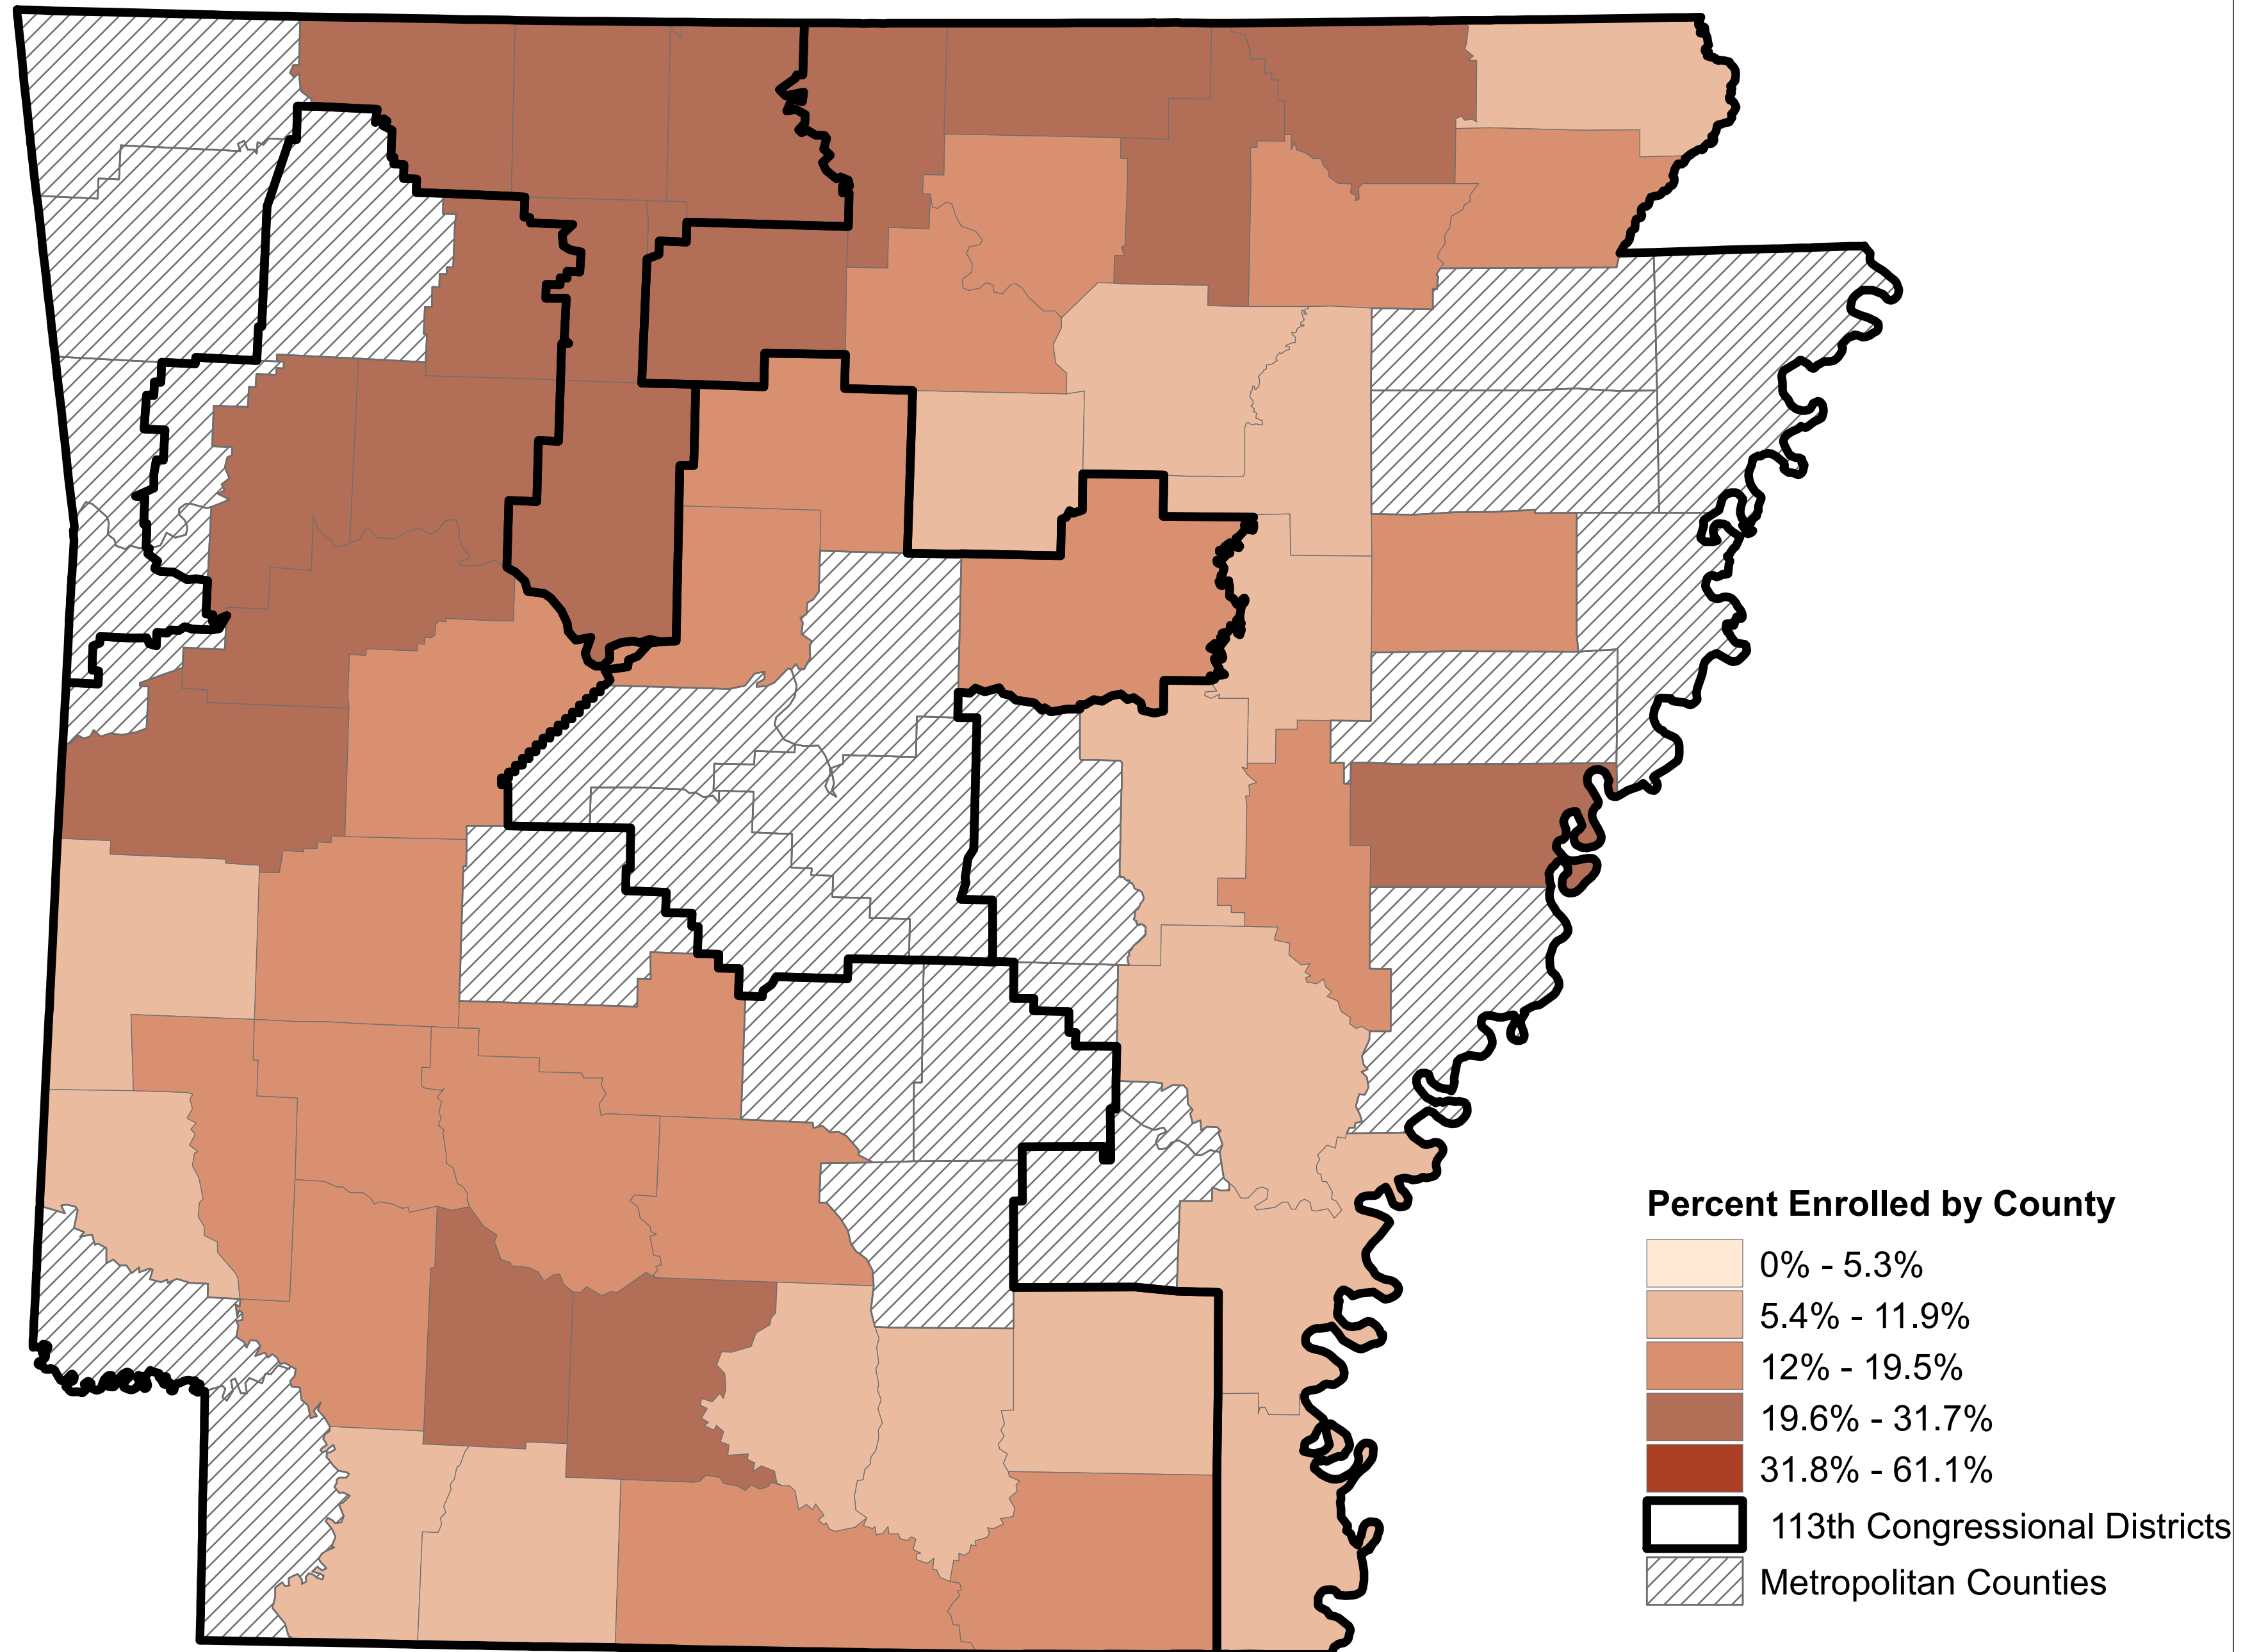 Percent Enrolled by County
0% - 5.3%
5.4% - 11.9%
12% - 19.5%
19.6% - 31.7%
31.8% - 61.1%
113th Congressional Districts
Metropolitan Counties